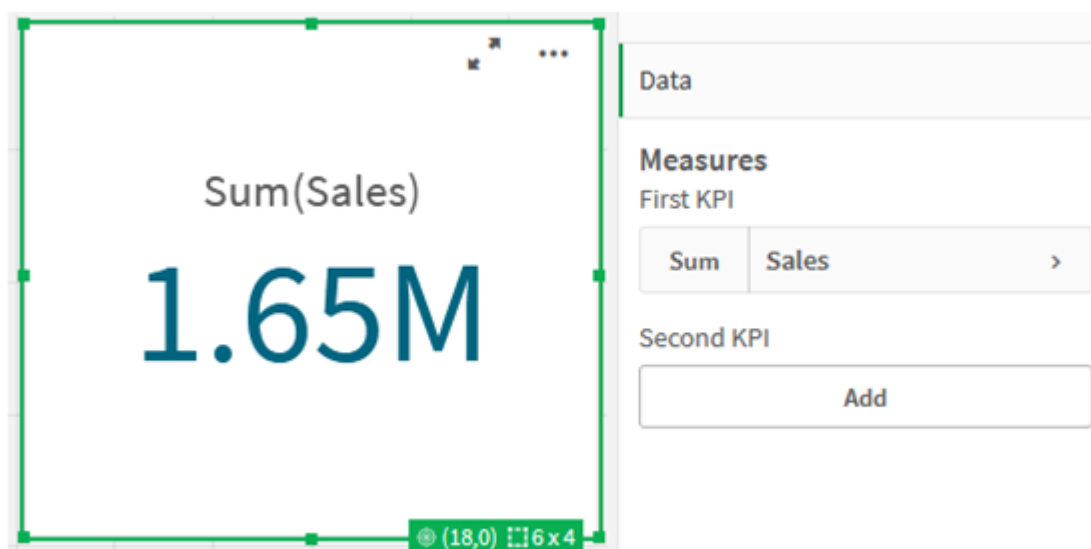 Sum(Sales)
1.65M
(18,0) 6 x 4
Data
Measures
First KPI
Sum Sales
Second KPI
Add